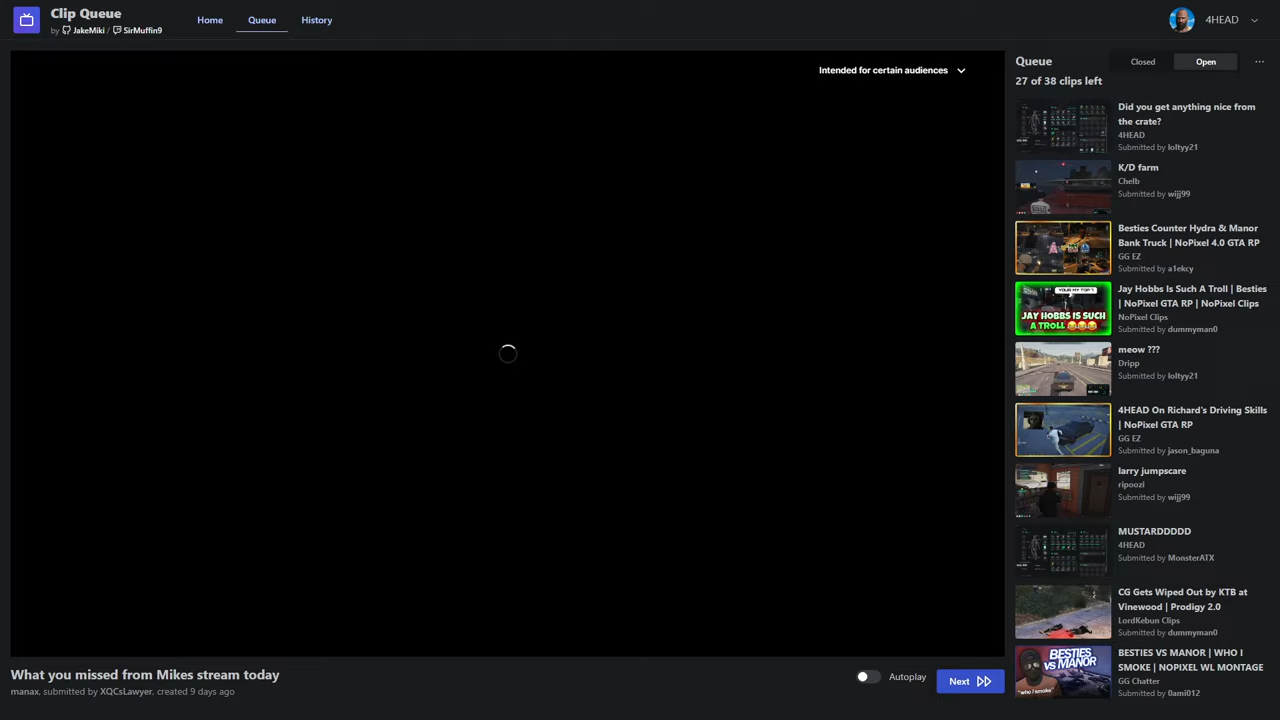 Clip Queue
by JakeMiki / SirMuffin9
Home
Queue
History
4HEAD
Intended for certain audiences
Queue
Closed
Open
27 of 38 clips left
Did you get anything nice from
the crate?
4HEAD
Submitted by loltyy21
K/D farm
Chelb
Submitted by wijj99
Besties Counter Hydra & Manor
Bank Truck | NoPixel 4.0 GTA RP
GG EZ
Submitted by a1ekcy
YOUR MY TOP 1
JAY HOBBS IS SUCH
A TROLL
Jay Hobbs Is Such A Troll | Besties
| NoPixel GTA RP | NoPixel Clips
NoPixel Clips
Submitted by dummyman0
meow ???
Dripp
Submitted by loltyy21
4HEAD On Richard's Driving Skills
| NoPixel GTA RP
GG EZ
Submitted by jason_baguna
larry jumpscare
ripoozi
Submitted by wijj99
MUSTARDDDDD
4HEAD
Submitted by MonsterATX
CG Gets Wiped Out by KTB at
Vinewood | Prodigy 2.0
LordKebun Clips
Submitted by dummyman0
BESTIES
vs MANOR
"who i smoke"
BESTIES VS MANOR | WHO I
SMOKE | NOPIXEL WL MONTAGE
GG Chatter
Submitted by 0ami012
What you missed from Mikes stream today
manax, submitted by XQCsLawyer, created 9 days ago
Autoplay
Next